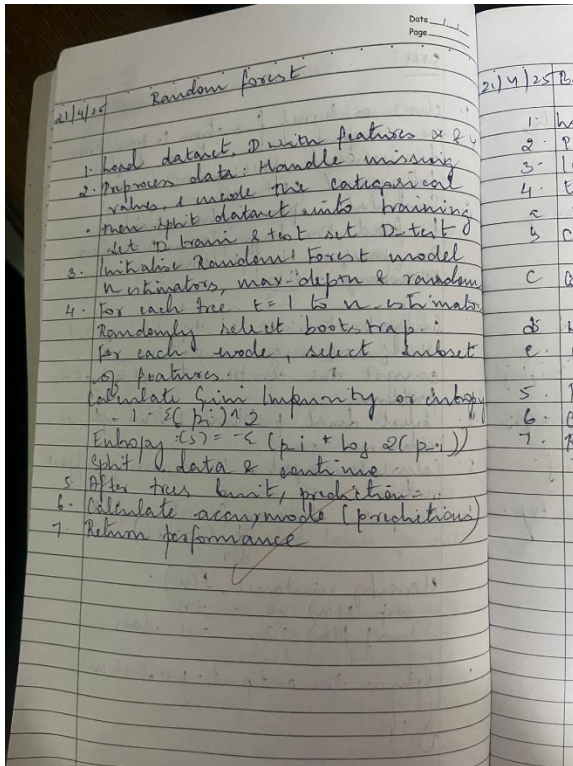 Date
Page
21/4/25
Random forest
1. Load dataset, D with features x & y
2. Preprocess data: Handle missing
values, & encode the categorical
. then split dataset into training
set D train & test set D-test
3. Initialise Random Forest model
n estimators, max-depth & random
4. For each tree t = 1 to n estimators
Randomly select bootstrap :
For each node, select subset
of features.
Calculate Gini Impurity or entropy
1 - Σ(pi)^2
Entropy (S) = -Σ (pi * log 2(pi))
Split data & continue
5. After trees built, prediction =
6. Calculate mode (predictions)
7. Return performance
21/4/25
1.
2.
3.
4.
a
b
c
e.
5.
6.
7.